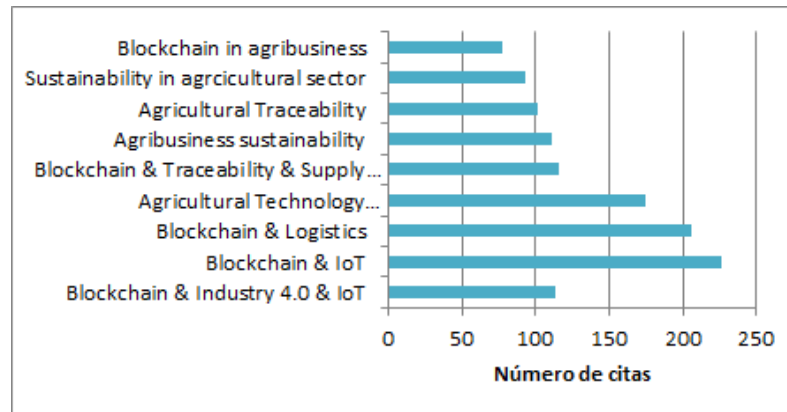 Blockchain in agribusiness
Sustainability in agrcicultural sector
Agricultural Traceability
Agribusiness sustainability
Blockchain & Traceability & Supply...
Agricultural Technology...
Blockchain & Logistics
Blockchain & IoT
Blockchain & Industry 4.0 & IoT
0 50 100 150 200 250
Número de citas